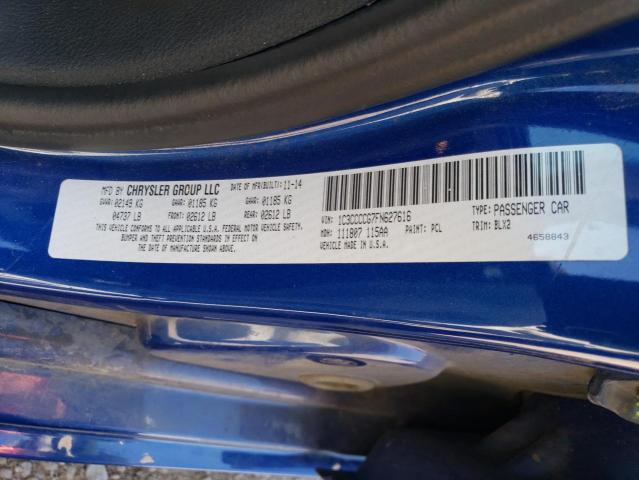 MFD BY CHRYSLER GROUP LLC DATE OF MFR(BUILT): 11-14
GVWR: 02149 KG GAWR: 01185 KG GAWR: 01185 KG
04737 LB FRONT: 02612 LB REAR: 02612 LB
THIS VEHICLE CONFORMS TO ALL APPLICABLE U.S.A. FEDERAL MOTOR VEHICLE SAFETY,
BUMPER AND THEFT PREVENTION STANDARDS IN EFFECT ON THE
DATE OF MANUFACTURE SHOWN ABOVE.
VIN: 1C3CCCCG7FN627616 TYPE: PASSENGER CAR
MDH: 111807 115AA PAINT: PCL TRIM: BLX2
VEHICLE MADE IN: U.S.A. 4658843